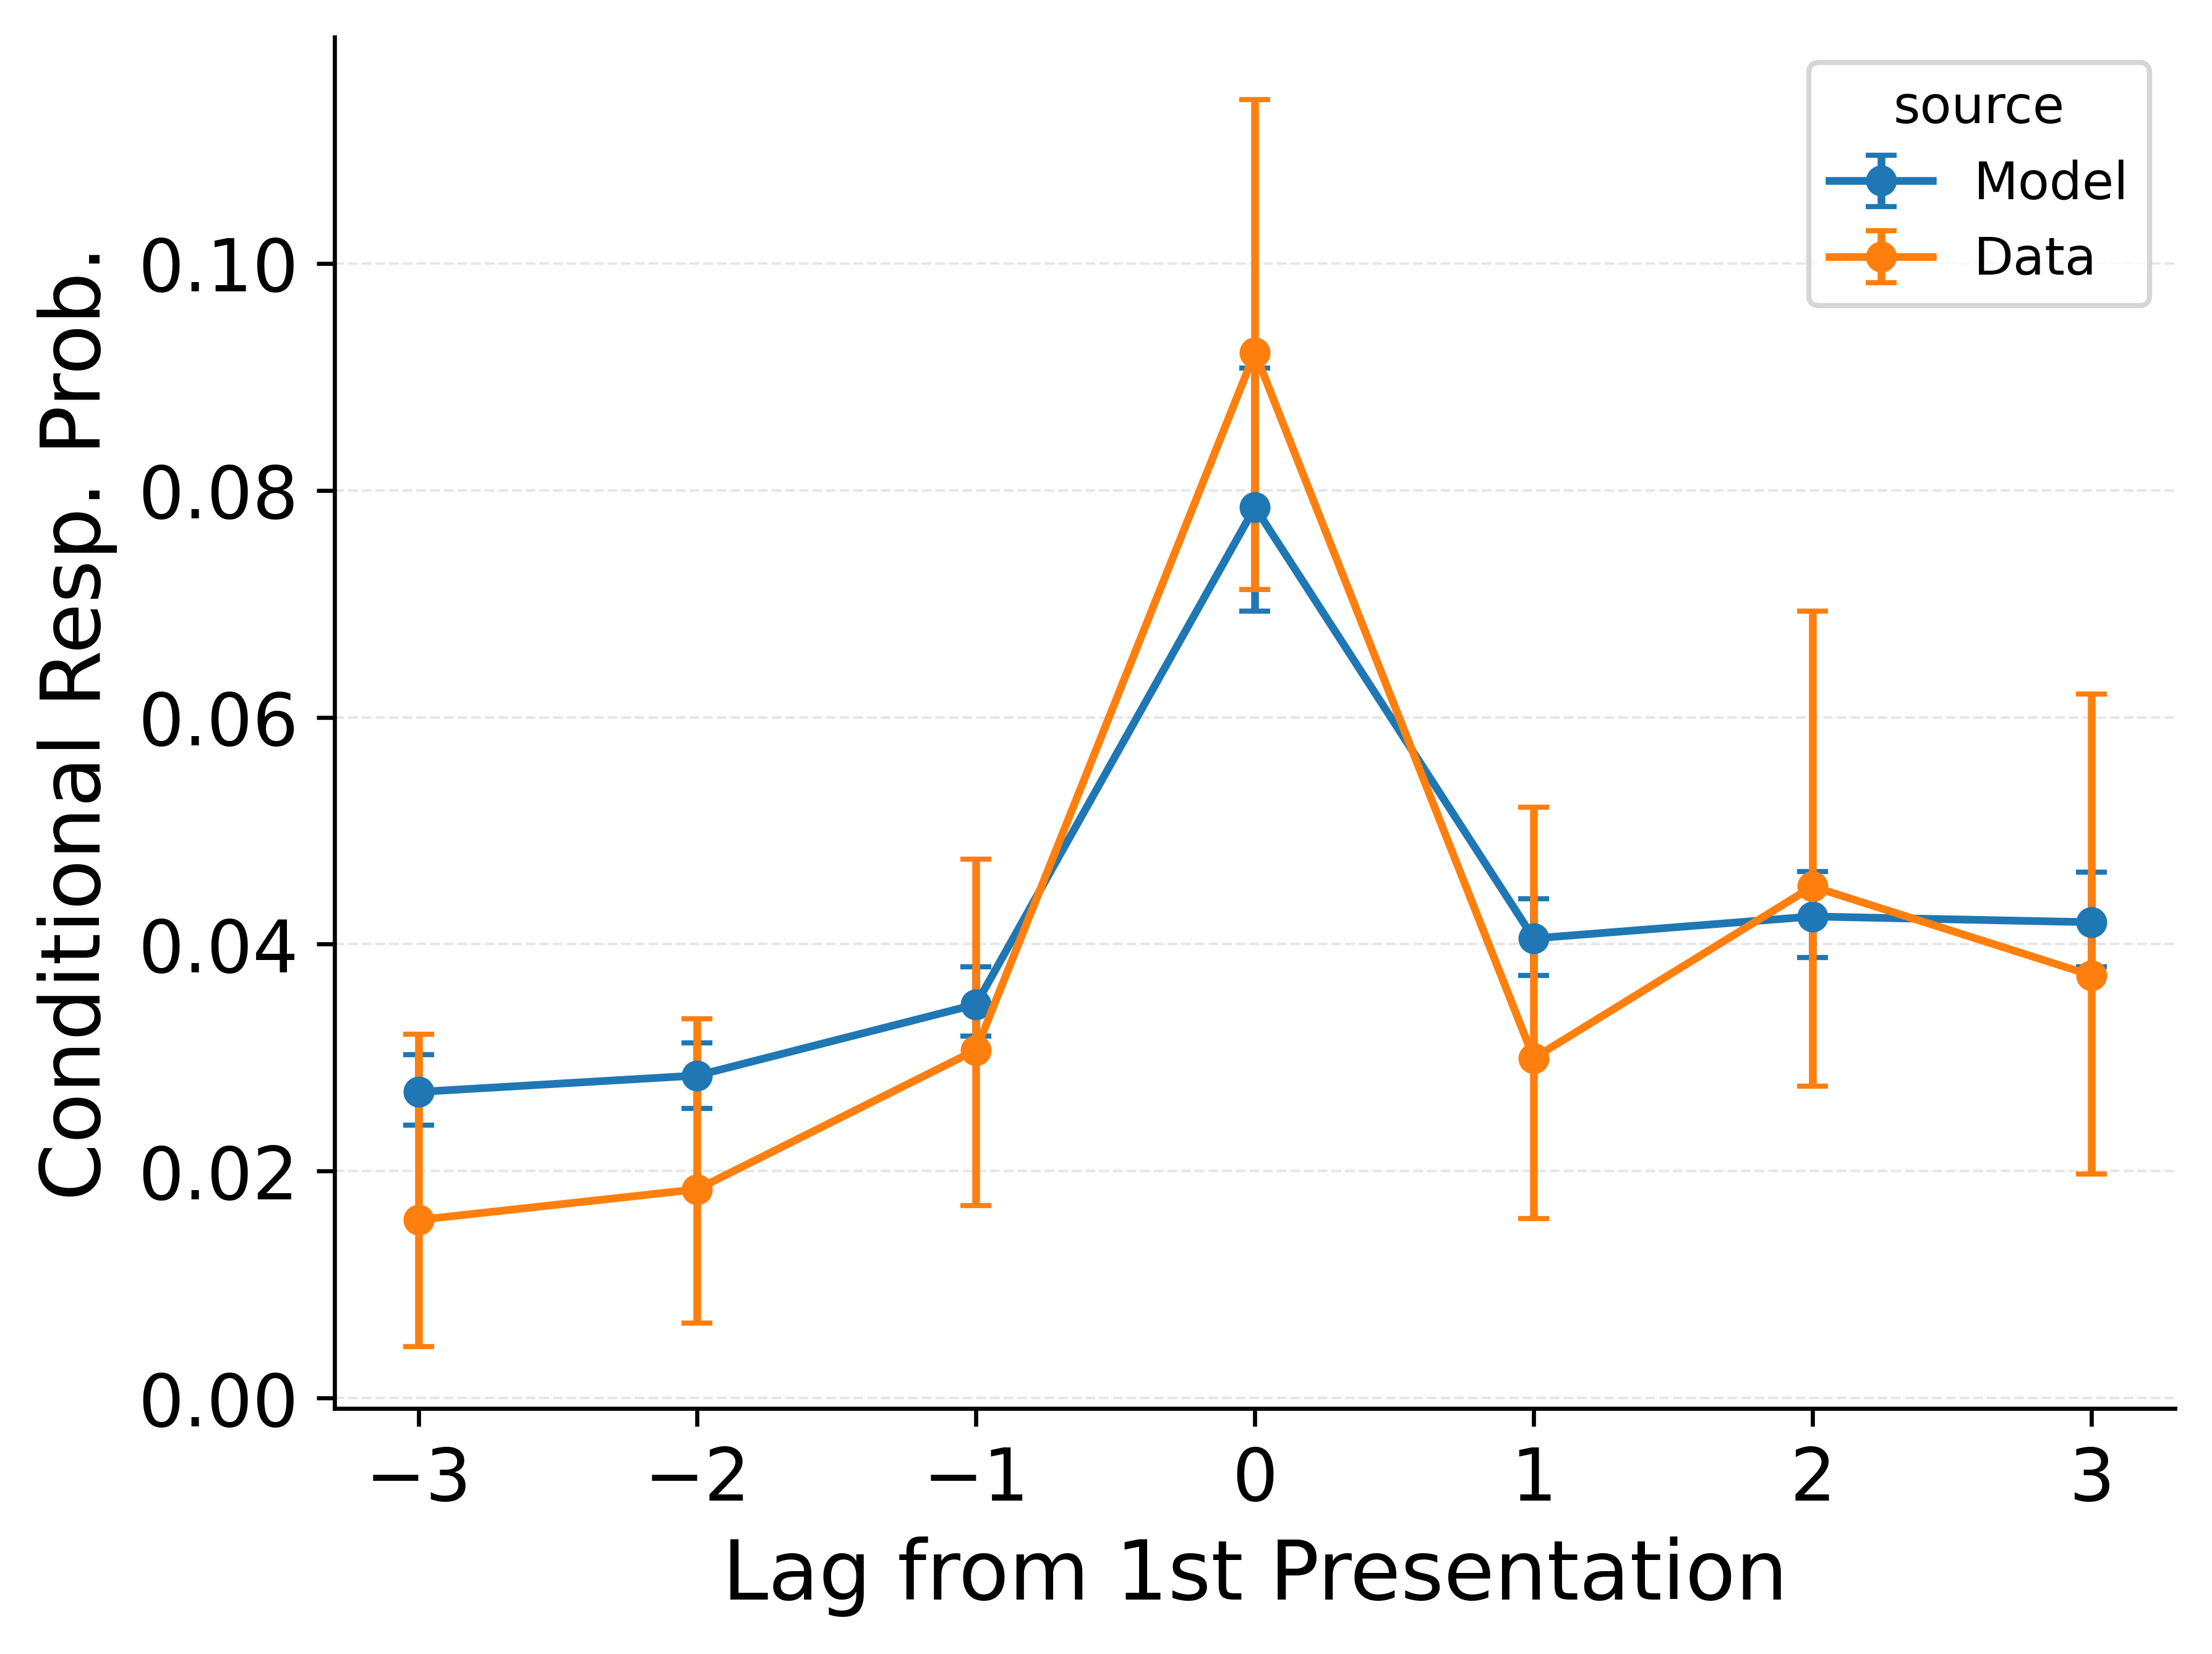 source
Model
Data
Conditional Resp. Prob.
0.10
0.08
0.06
0.04
0.02
0.00
−3 −2 −1 0 1 2 3
Lag from 1st Presentation